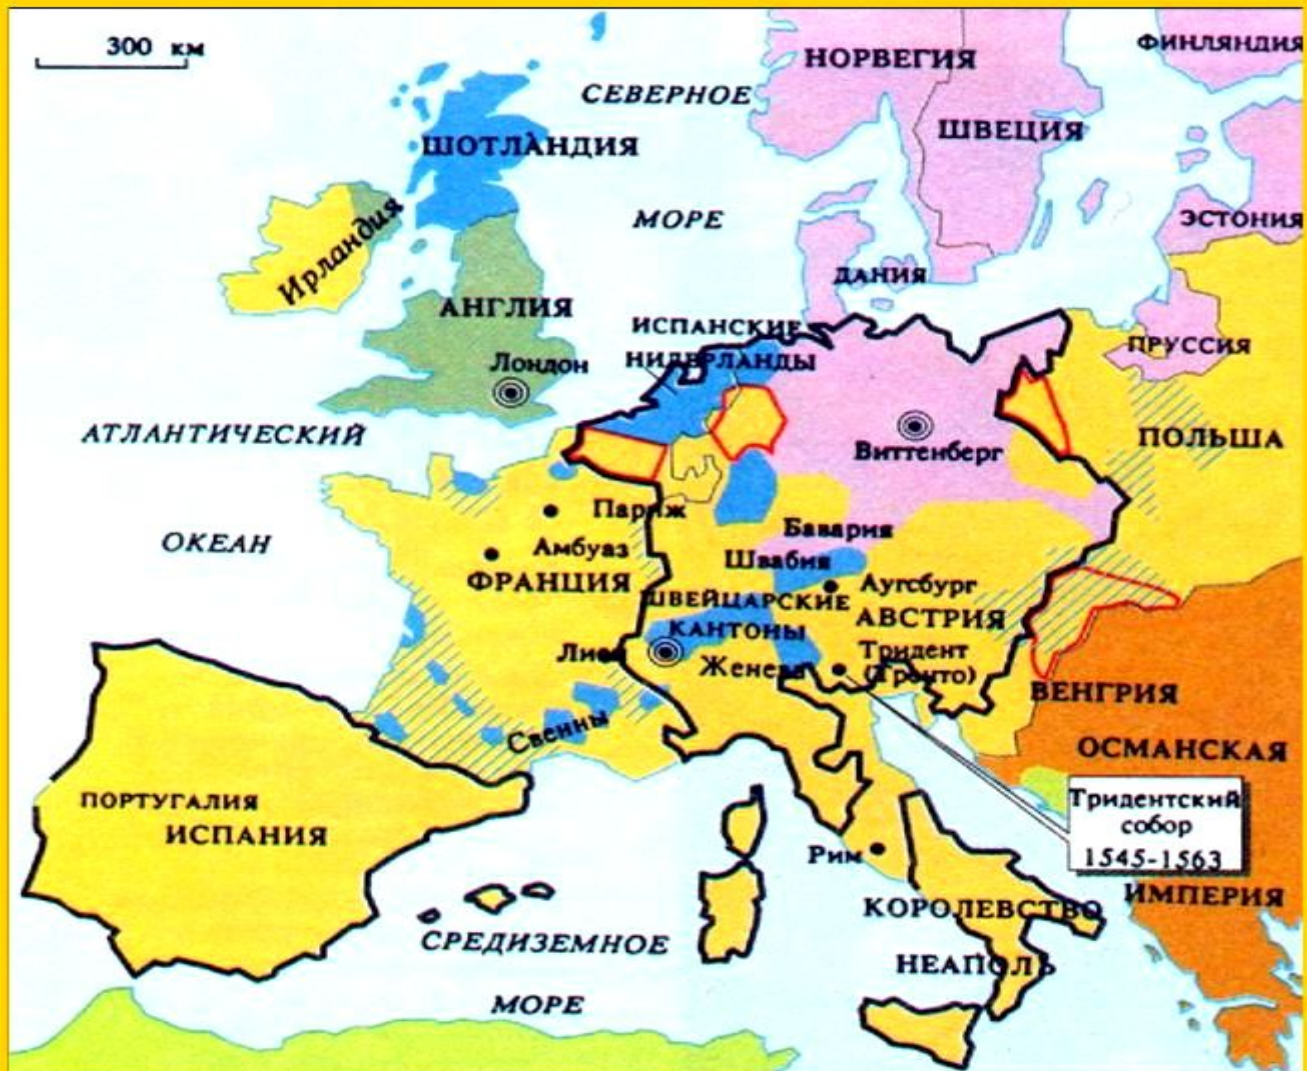 300 км
НОРВЕГИЯ
ФИНЛЯНДИЯ
СЕВЕРНОЕ
ШВЕЦИЯ
ШОТЛАНДИЯ
МОРЕ
ЭСТОНИЯ
Ирландия
ДАНИЯ
АНГЛИЯ
ИСПАНСКИЕ
НИДЕРЛАНДЫ
ПРУССИЯ
Лондон
АТЛАНТИЧЕСКИЙ
ПОЛЬША
Виттенберг
Париж
Бавария
ОКЕАН
Амбуаз
Швабия
ФРАНЦИЯ
Аугсбург
ШВЕЙЦАРСКИЕ
АВСТРИЯ
КАНТОНЫ
Лион
Женева
Тридент
(Тренто)
ВЕНГРИЯ
Свенны
ОСМАНСКАЯ
ПОРТУГАЛИЯ
ИСПАНИЯ
Тридентский
собор
1545-1563
Рим
ИМПЕРИЯ
КОРОЛЕВСТВО
СРЕДИЗЕМНОЕ
НЕАПОЛЬ
МОРЕ